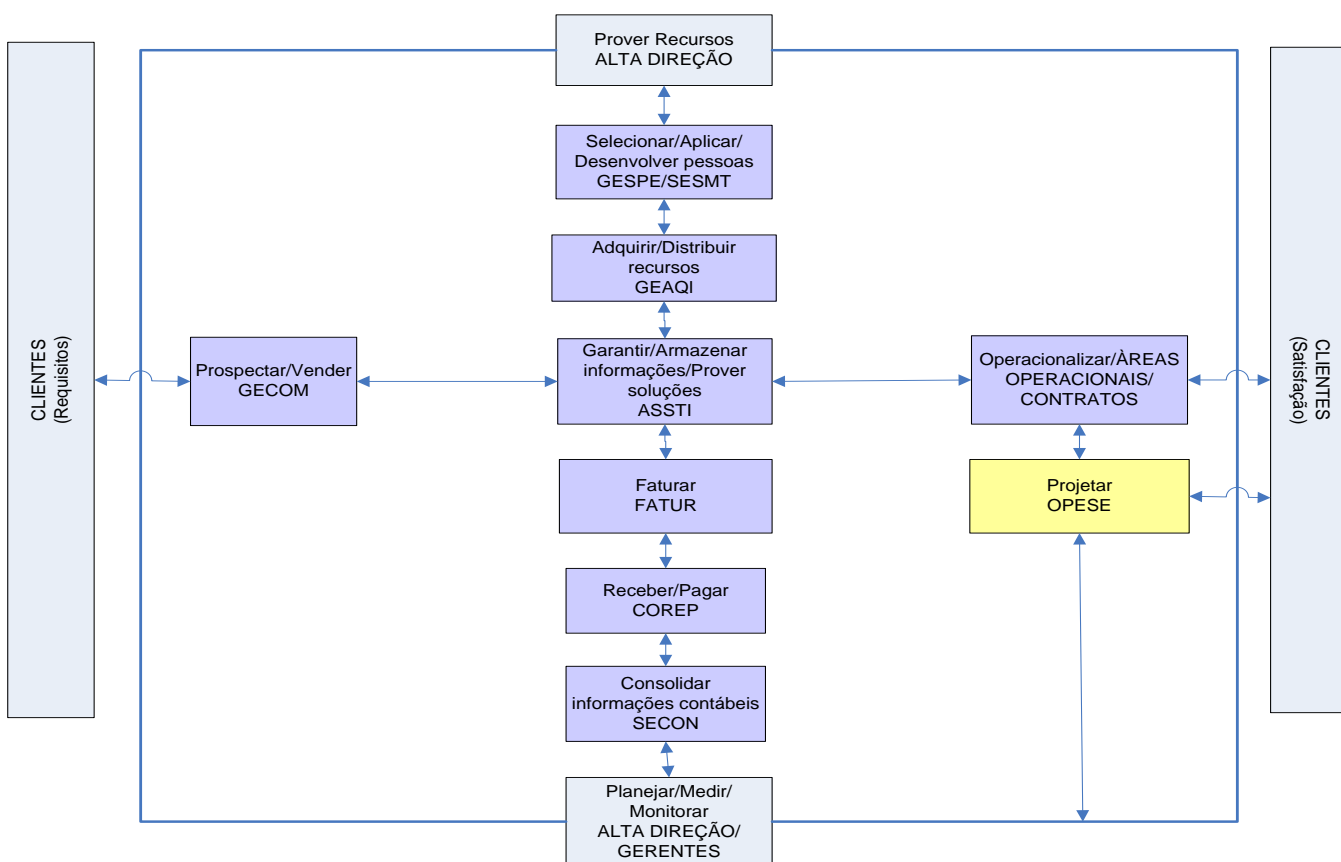 Prover Recursos
ALTA DIREÇÃO
CLIENTES
(Requisitos)
Selecionar/Aplicar/
Desenvolver pessoas
GESPE/SESMT
Adquirir/Distribuir
recursos
GEAQI
Prospectar/Vender
GECOM
Garantir/Armazenar
informações/Prover
soluções
ASSTI
Operacionalizar/ÀREAS
OPERACIONAIS/
CONTRATOS
CLIENTES
(Satisfação)
Faturar
FATUR
Projetar
OPESE
Receber/Pagar
COREP
Consolidar
informações contábeis
SECON
Planejar/Medir/
Monitorar
ALTA DIREÇÃO/
GERENTES